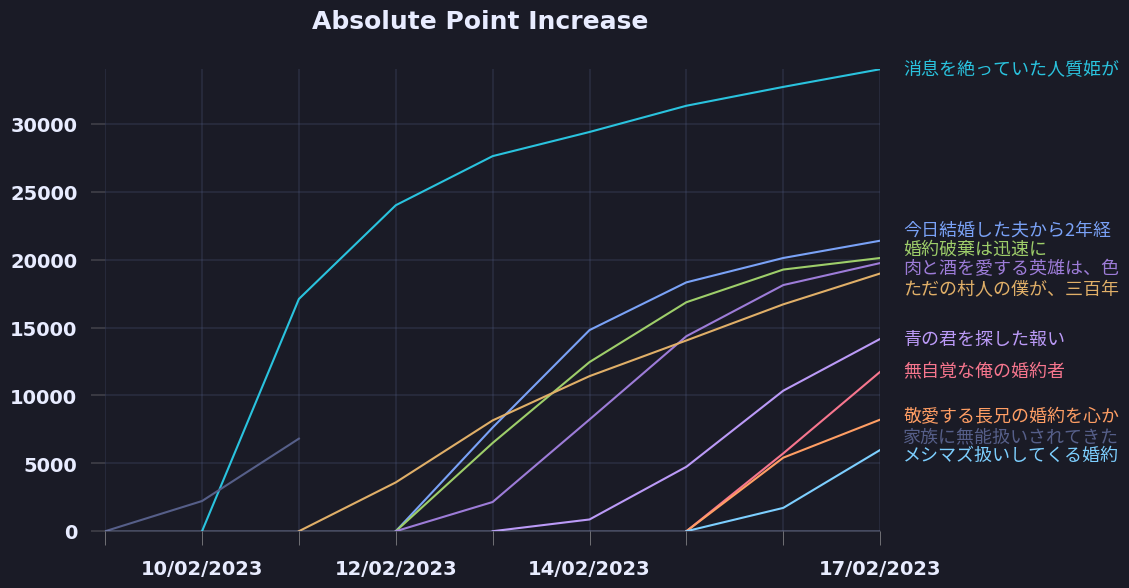 Absolute Point Increase
消息を絶っていた人質姫が
30000
25000
今日結婚した夫から2年経
婚約破棄は迅速に
20000
肉と酒を愛する英雄は、色
ただの村人の僕が、三百年
15000
青の君を探した報い
無自覚な俺の婚約者
10000
敬愛する長兄の婚約を心か
家族に無能扱いされてきた
メシマズ扱いしてくる婚約
5000
0
10/02/2023
12/02/2023
14/02/2023
17/02/2023